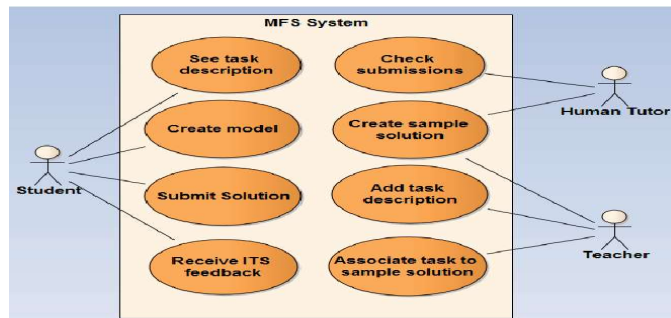 MFS System
See task
description
Create model
Submit Solution
Receive ITS
feedback
Check
submissions
Create sample
solution
Add task
description
Associate task to
sample solution
Student
Human Tutor
Teacher